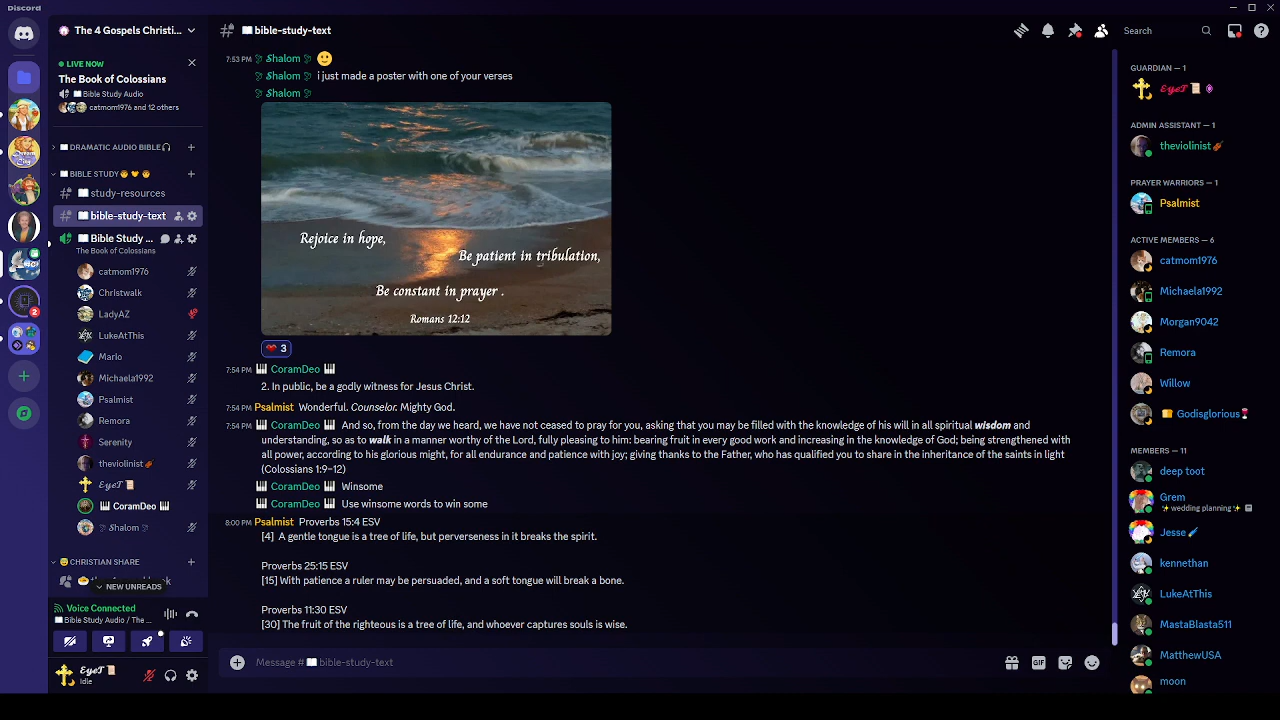 Discord
The 4 Gospels Christi...
bible-study-text
Search
LIVE NOW
The Book of Colossians
Bible Study Audio
catmom1976 and 12 others
DRAMATIC AUDIO BIBLE
BIBLE STUDY
study-resources
bible-study-text
Bible Study ...
The Book of Colossians
catmom1976
Christwalk
LadyAZ
LukeAtThis
Mario
Michaela1992
Psalmist
Remora
Serenity
theviolinist
EyeT
CoramDeo
Shalom
CHRISTIAN SHARE
NEW UNREADS
Voice Connected
Bible Study Audio / The ...
EyeT
Idle
2
7:53 PM Shalom
Shalom i just made a poster with one of your verses
Shalom
Rejoice in hope,
Be patient in tribulation,
Be constant in prayer .
Romans 12:12
3
7:54 PM CoramDeo
2. In public, be a godly witness for Jesus Christ.
7:54 PM Psalmist Wonderful. Counselor. Mighty God.
7:54 PM CoramDeo And so, from the day we heard, we have not ceased to pray for you, asking that you may be filled with the knowledge of his will in all spiritual wisdom and
understanding, so as to walk in a manner worthy of the Lord, fully pleasing to him: bearing fruit in every good work and increasing in the knowledge of God; being strengthened with
all power, according to his glorious might, for all endurance and patience with joy; giving thanks to the Father, who has qualified you to share in the inheritance of the saints in light
(Colossians 1:9–12)
CoramDeo Winsome
CoramDeo Use winsome words to win some
8:00 PM Psalmist Proverbs 15:4 ESV
[4] A gentle tongue is a tree of life, but perverseness in it breaks the spirit.
Proverbs 25:15 ESV
[15] With patience a ruler may be persuaded, and a soft tongue will break a bone.
Proverbs 11:30 ESV
[30] The fruit of the righteous is a tree of life, and whoever captures souls is wise.
Message # bible-study-text
GIF
GUARDIAN — 1
EyeT
ADMIN ASSISTANT — 1
theviolinist
PRAYER WARRIORS — 1
Psalmist
ACTIVE MEMBERS — 6
catmom1976
Michaela1992
Morgan9042
Remora
Willow
Godisglorious
MEMBERS — 11
deep toot
Grem
wedding planning
Jesse
kennethan
LukeAtThis
MastaBlasta511
MatthewUSA
moon